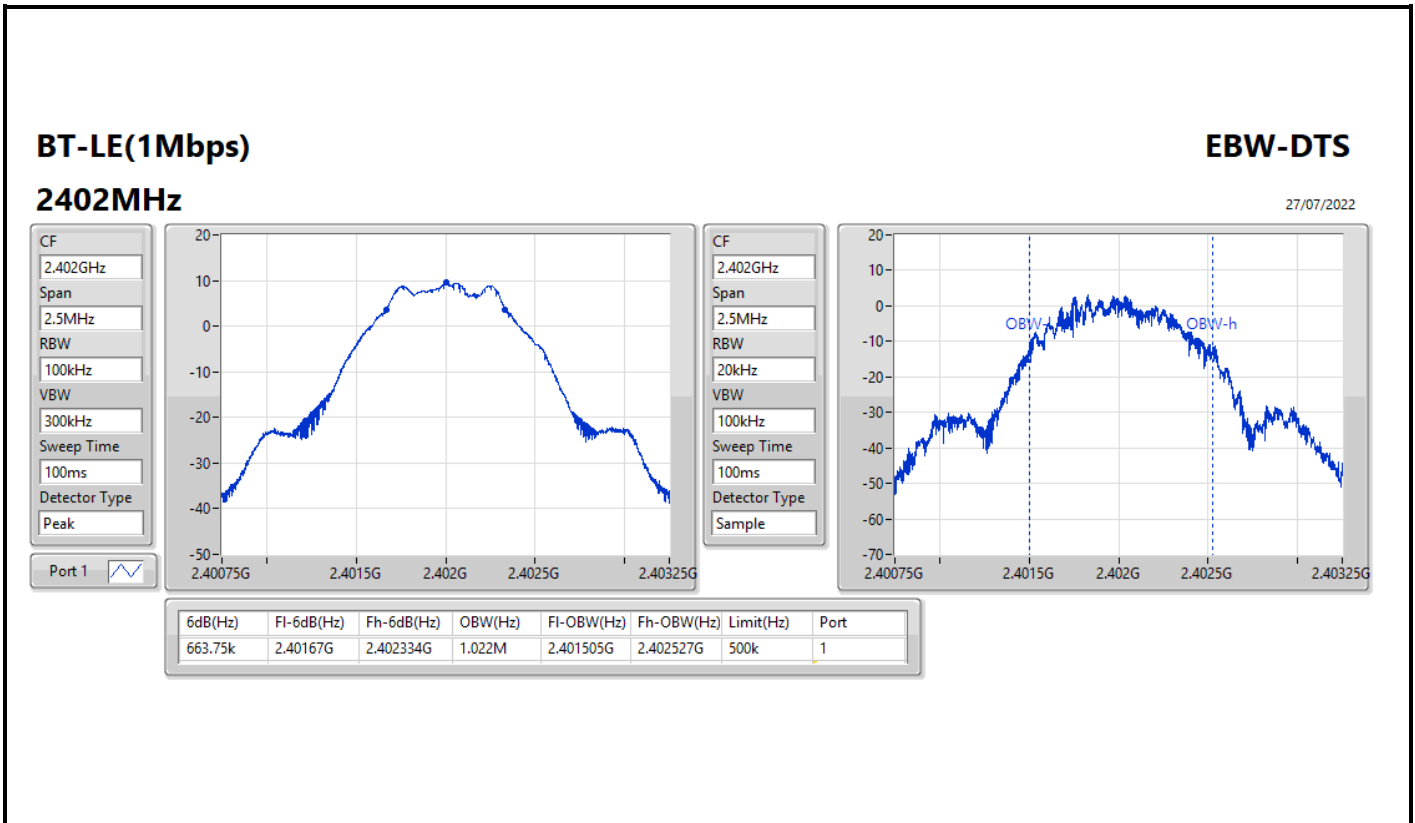 BT-LE(1Mbps)
EBW-DTS
2402MHz
27/07/2022
CF
2.402GHz
Span
2.5MHz
RBW
100kHz
VBW
300kHz
Sweep Time
100ms
Detector Type
Peak
Port 1
20
10
0
-10
-20
-30
-40
-50
2.40075G 2.4015G 2.402G 2.4025G 2.40325G
CF
2.402GHz
Span
2.5MHz
RBW
20kHz
VBW
100kHz
Sweep Time
100ms
Detector Type
Sample
20
10
0
-10
-20
-30
-40
-50
-60
-70
OBW-l OBW-h
2.40075G 2.4015G 2.402G 2.4025G 2.40325G
6dB(Hz) Fl-6dB(Hz) Fh-6dB(Hz) OBW(Hz) Fl-OBW(Hz) Fh-OBW(Hz) Limit(Hz) Port
663.75k 2.40167G 2.402334G 1.022M 2.401505G 2.402527G 500k 1